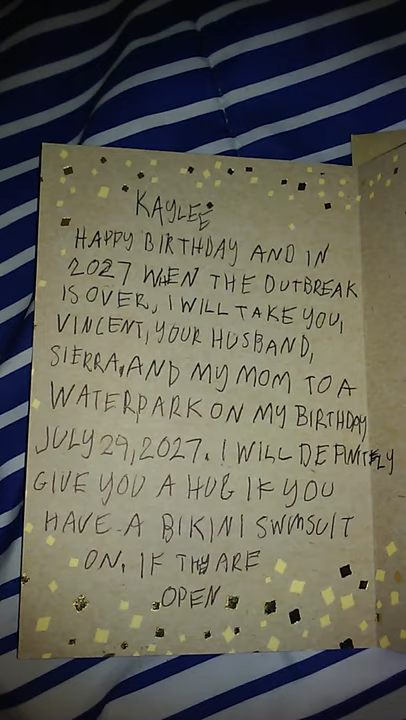 KAYLEE
HAPPY BIRTHDAY AND IN
2027 WHEN THE OUTBREAK
IS OVER, I WILL TAKE YOU,
VINCENT, YOUR HUSBAND,
SIERRA, AND MY MOM TO A
WATERPARK ON MY BIRTHDAY
JULY 29, 2027. I WILL DEFINITELY
GIVE YOU A HUG IF YOU
HAVE A BIKINI SWIMSUIT
ON. IF THEY ARE
OPEN